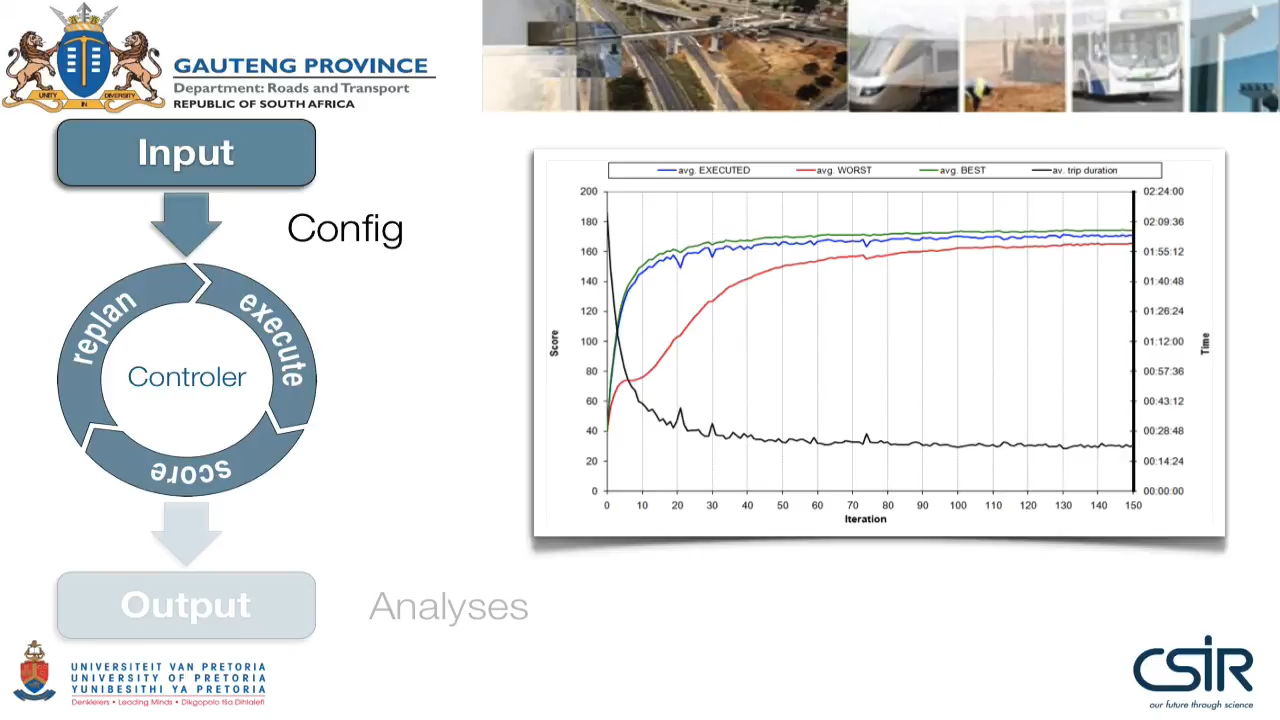 UNITY IN DIVERSITY
GAUTENG PROVINCE
Department: Roads and Transport
REPUBLIC OF SOUTH AFRICA
Input
Config
replan
execute
Controler
score
Output
Analyses
avg. EXECUTED avg. WORST avg. BEST av. trip duration
200 02:24:00
180 02:09:36
160 01:55:12
140 01:40:48
120 01:26:24
100 01:12:00
80 00:57:36
60 00:43:12
40 00:28:48
20 00:14:24
0 00:00:00
Score
Time
0 10 20 30 40 50 60 70 80 90 100 110 120 130 140 150
Iteration
UNIVERSITEIT VAN PRETORIA
UNIVERSITY OF PRETORIA
YUNIBESITHI YA PRETORIA
Denkleiers • Leading Minds • Dikgopolo tša Dihlalefi
CSIR
our future through science